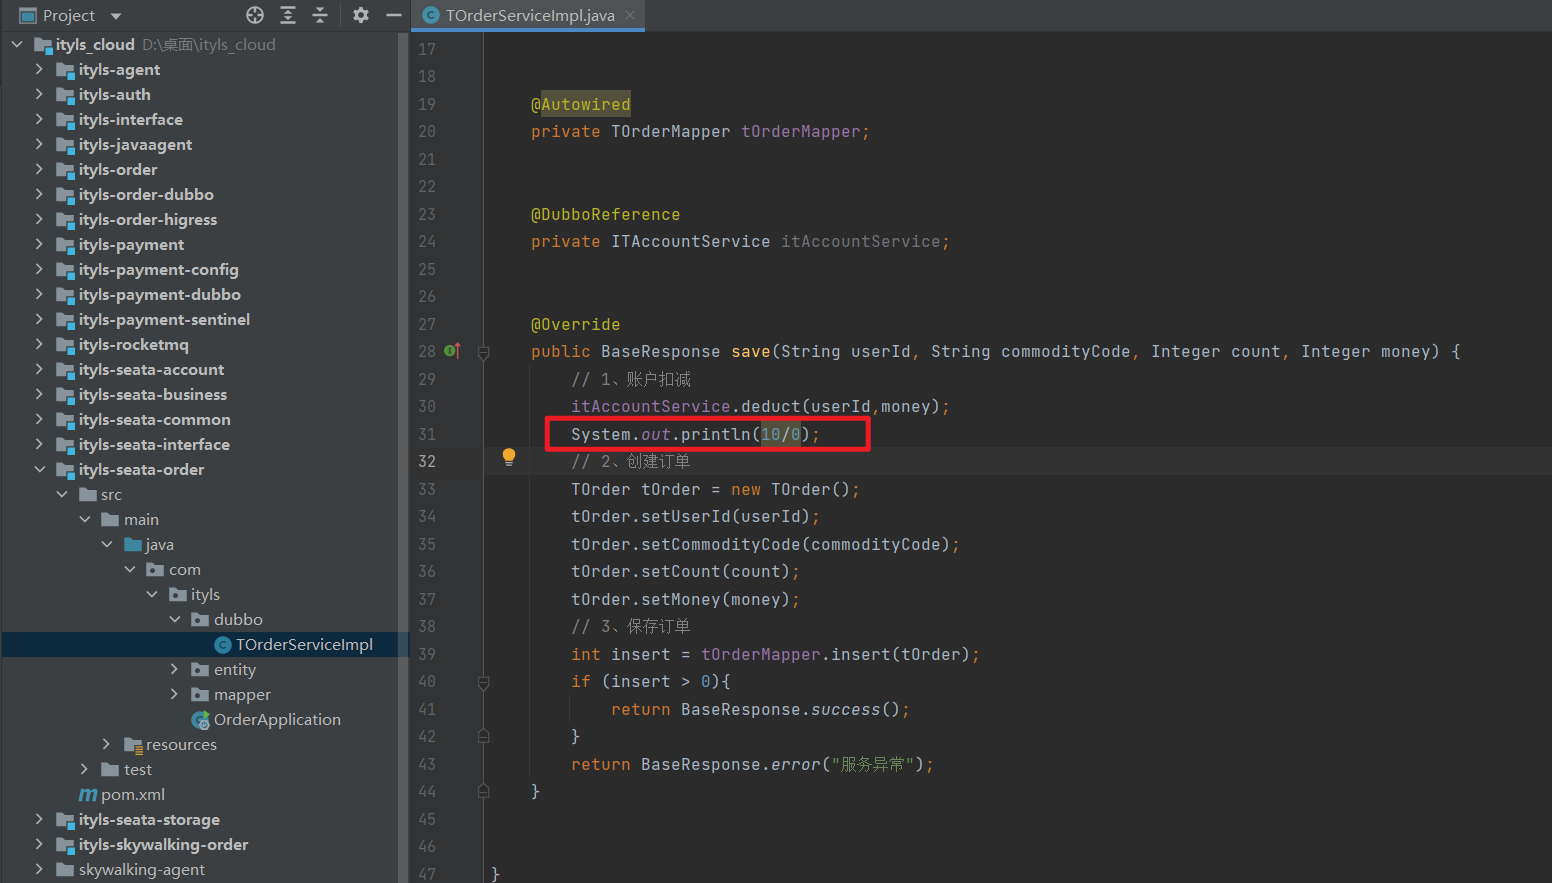 Project
TOrderServiceImpl.java
ityls_cloud D:\桌面\ityls_cloud
ityls-agent
ityls-auth
ityls-interface
ityls-javaagent
ityls-order
ityls-order-dubbo
ityls-order-higress
ityls-payment
ityls-payment-config
ityls-payment-dubbo
ityls-payment-sentinel
ityls-rocketmq
ityls-seata-account
ityls-seata-business
ityls-seata-common
ityls-seata-interface
ityls-seata-order
src
main
java
com
ityls
dubbo
TOrderServiceImpl
entity
mapper
OrderApplication
resources
test
pom.xml
ityls-seata-storage
ityls-skywalking-order
skywalking-agent
17
18
19 @Autowired
20 private TOrderMapper tOrderMapper;
21
22
23 @DubboReference
24 private ITAccountService itAccountService;
25
26
27 @Override
28 public BaseResponse save(String userId, String commodityCode, Integer count, Integer money) {
29 // 1、账户扣减
30 itAccountService.deduct(userId,money);
31 System.out.println(10/0);
32 // 2、创建订单
33 TOrder tOrder = new TOrder();
34 tOrder.setUserId(userId);
35 tOrder.setCommodityCode(commodityCode);
36 tOrder.setCount(count);
37 tOrder.setMoney(money);
38 // 3、保存订单
39 int insert = tOrderMapper.insert(tOrder);
40 if (insert > 0){
41 return BaseResponse.success();
42 }
43 return BaseResponse.error("服务异常");
44 }
45
46
47 }